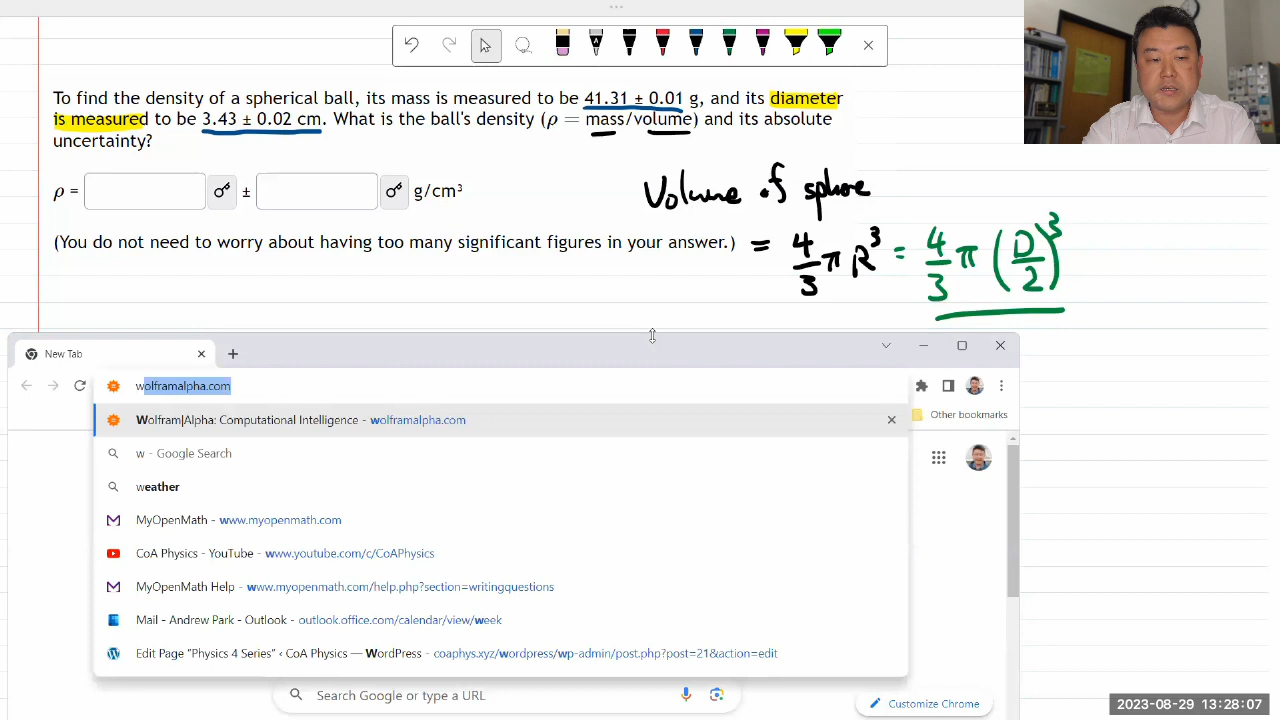 To find the density of a spherical ball, its mass is measured to be 41.31 ± 0.01 g, and its diameter
is measured to be 3.43 ± 0.02 cm. What is the ball's density (ρ = mass/volume) and its absolute
uncertainty?
ρ = ± g/cm³
Volume of sphere
(You do not need to worry about having too many significant figures in your answer.) = 4/3 π R³ = 4/3 π (D/2)³
New Tab
wolframalpha.com
Wolfram|Alpha: Computational Intelligence - wolframalpha.com
Other bookmarks
w - Google Search
weather
MyOpenMath - www.myopenmath.com
CoA Physics - YouTube - www.youtube.com/c/CoAPhysics
MyOpenMath Help - www.myopenmath.com/help.php?section=writingquestions
Mail - Andrew Park - Outlook - outlook.office.com/calendar/view/week
Edit Page "Physics 4 Series" ‹ CoA Physics — WordPress - coaphys.xyz/wordpress/wp-admin/post.php?post=21&action=edit
Search Google or type a URL
Customize Chrome
2023-08-29 13:28:07